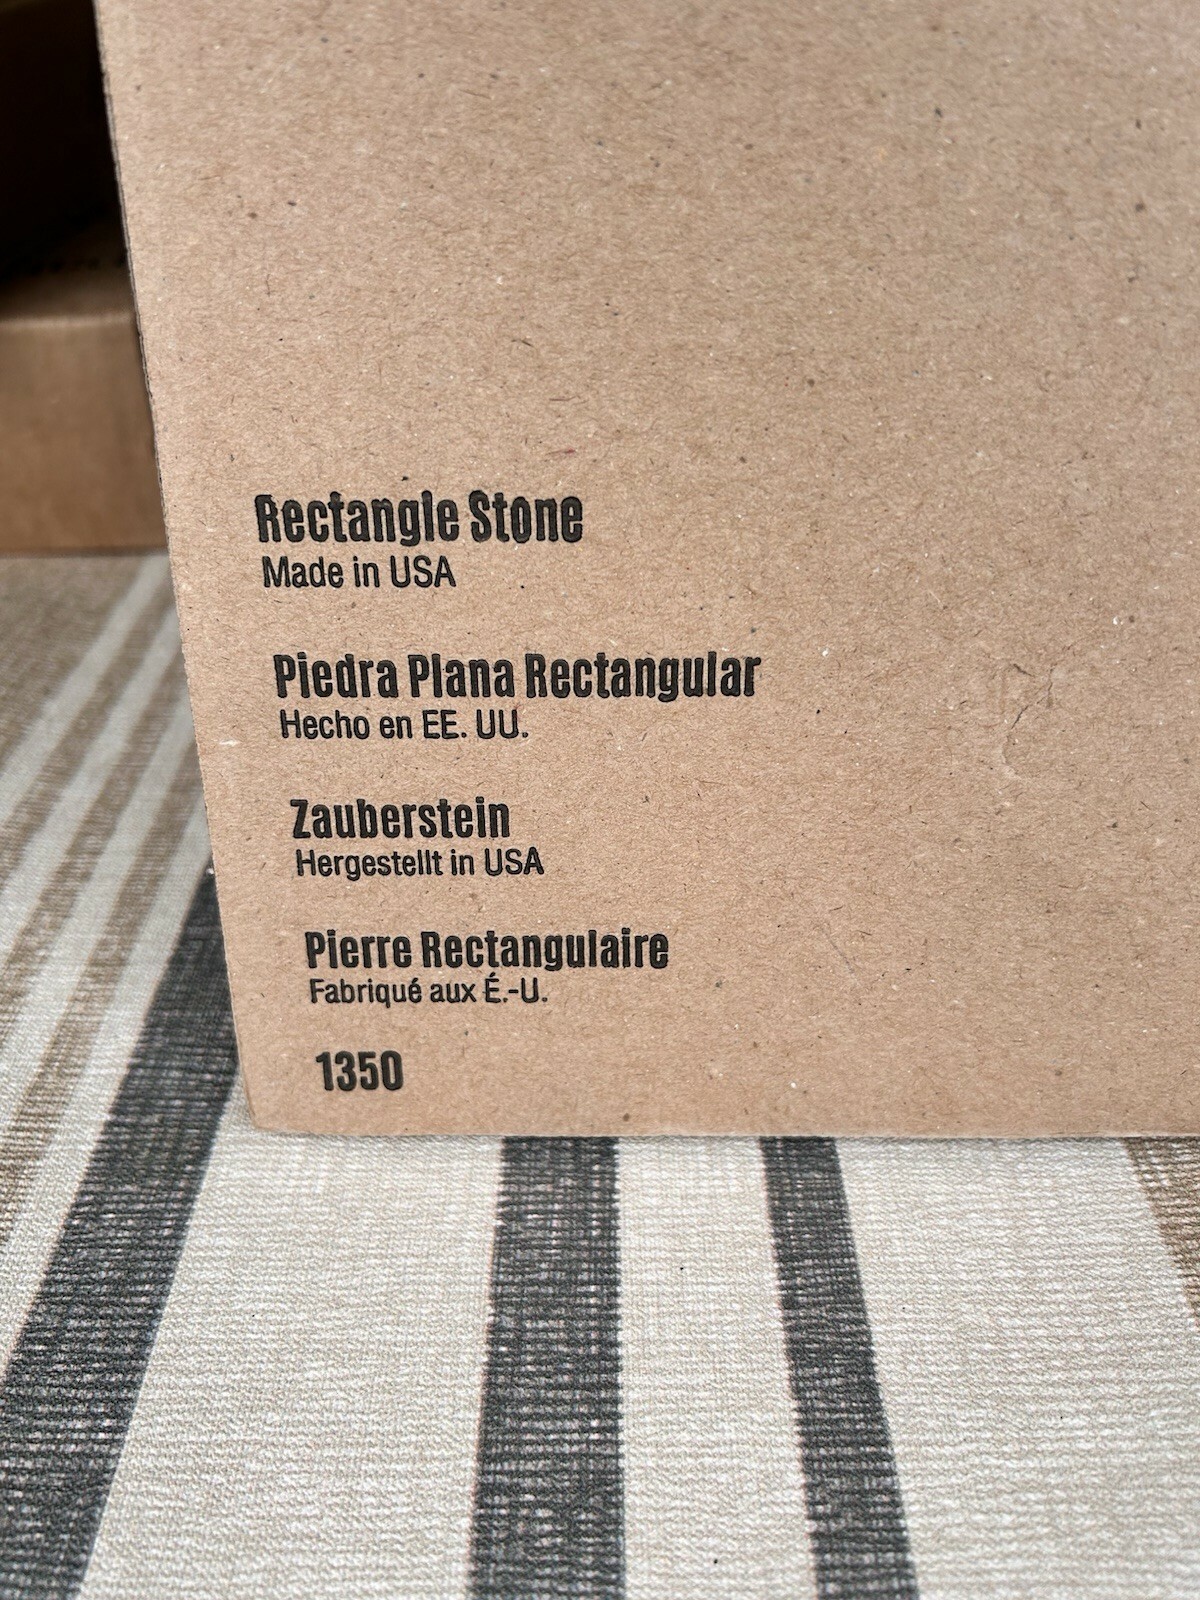 Rectangle Stone
Made in USA
Piedra Plana Rectangular
Hecho en EE. UU.
Zauberstein
Hergestellt in USA
Pierre Rectangulaire
Fabriqué aux É.-U.
1350